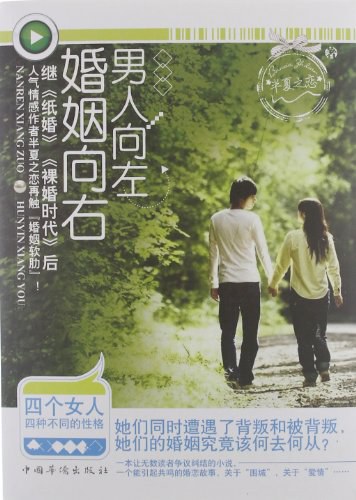 半夏之恋
男人向左
婚姻向右
继《纸婚》《裸婚时代》后
人气情感作者半夏之恋再触『婚姻软肋』!
NANREN XIANG ZUO
HUNYIN XIANG YOU
四个女人
四种不同的性格
她们同时遭遇了背叛和被背叛,
她们的婚姻究竟该何去何从?
一本让无数读者争议纠结的小说,
一个能引起共鸣的婚恋故事,关于“围城”、关于“爱情”……
中国华侨出版社